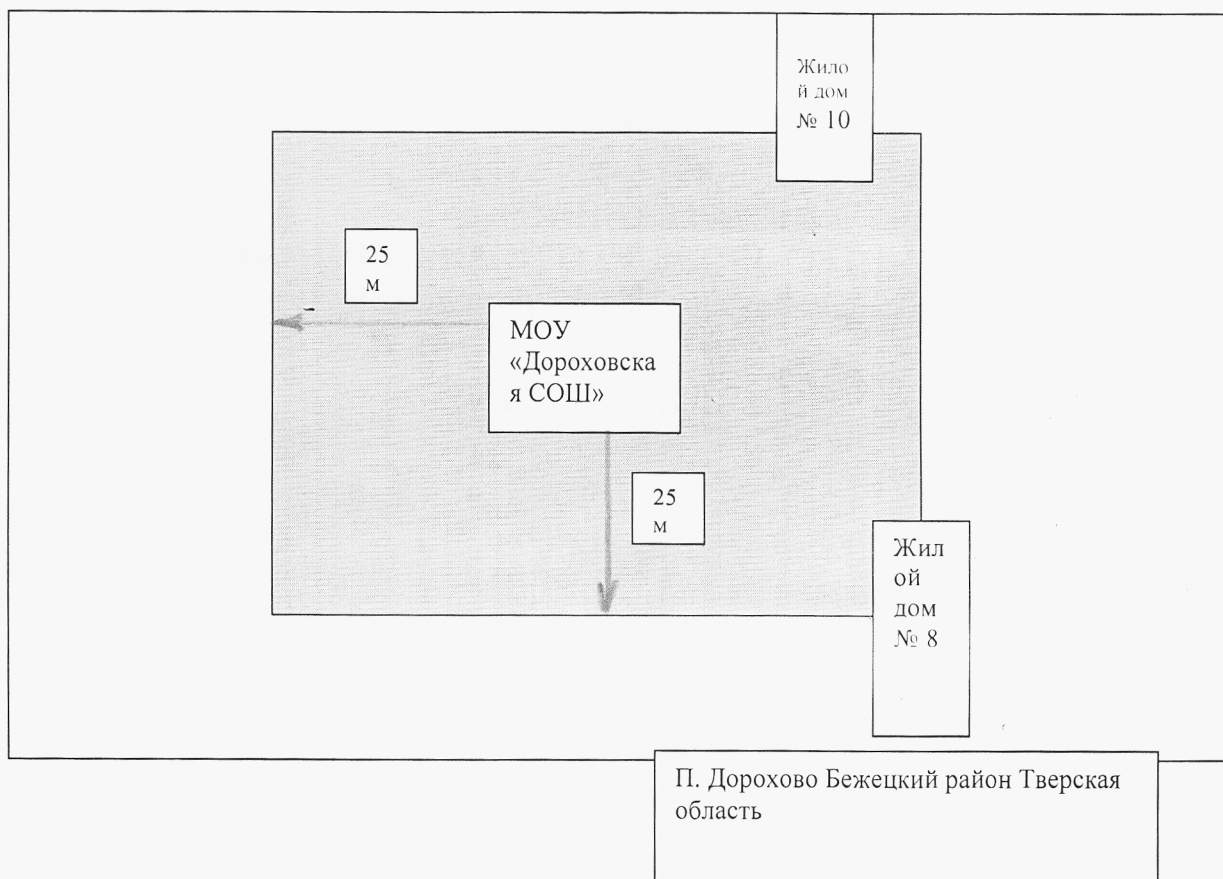 Жило
й дом
№ 10
25
м
МОУ
«Дороховска
я СОШ»
25
м
Жил
ой
дом
№ 8
П. Дорохово Бежецкий район Тверская
область